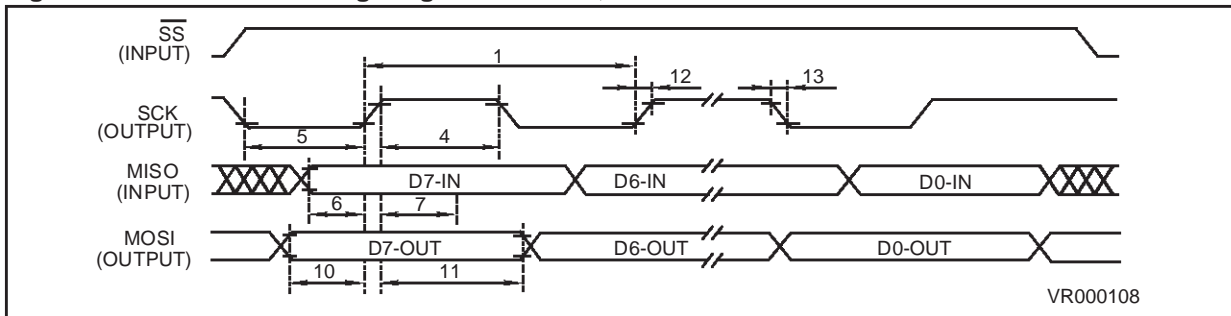 SS
(INPUT)
1
12
13
SCK
(OUTPUT)
5
4
MISO
(INPUT)
D7-IN
D6-IN
D0-IN
6
7
MOSI
(OUTPUT)
D7-OUT
D6-OUT
D0-OUT
10
11
VR000108